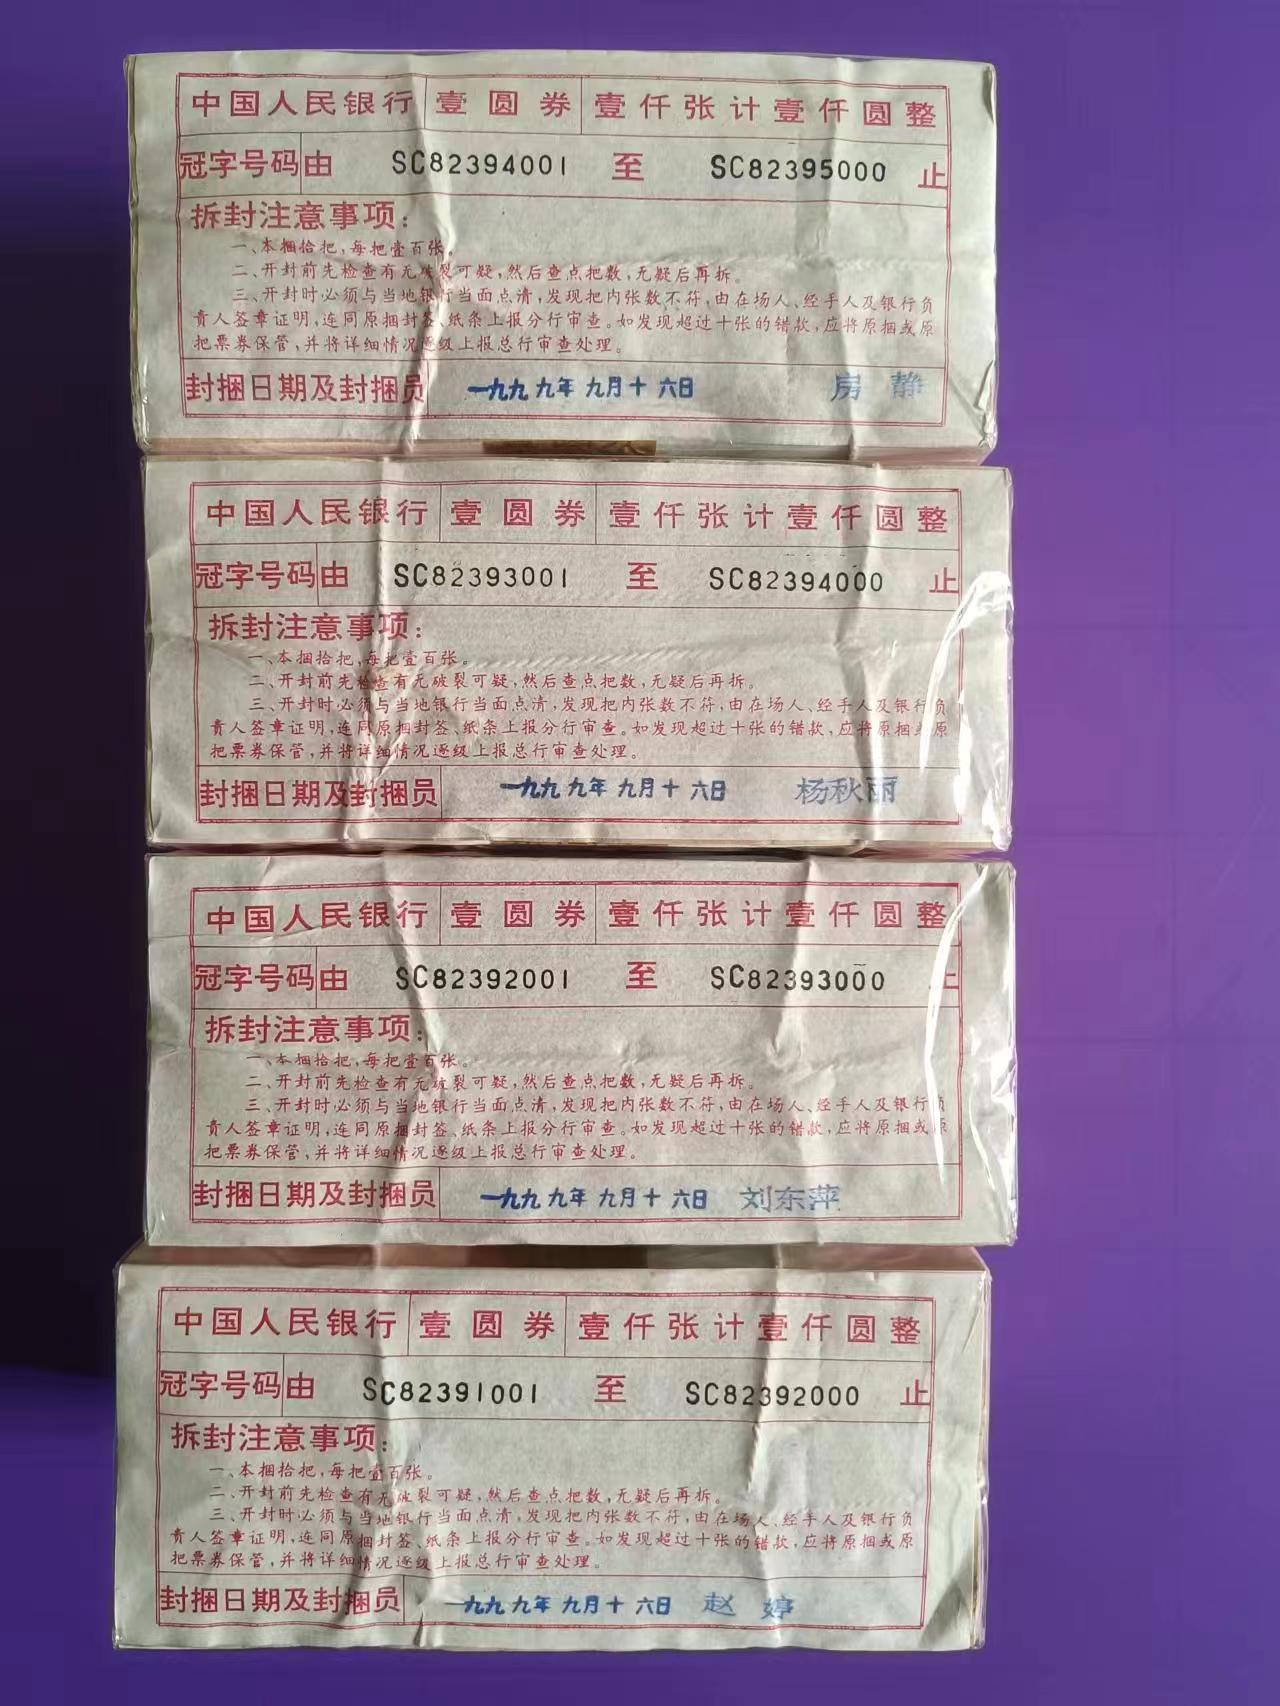 中国人民银行 壹圆券 壹仟张计壹仟圆整
冠字号码由 SC82394001 至 SC82395000 止
拆封注意事项：
一、本捆拾把，每把壹百张。
二、开封前先检查有无破裂可疑，然后查点把数，无疑后再拆。
三、开封时必须与当地银行当面点清，发现把内张数不符，由在场人、经手人及银行负
责人签章证明，连同原捆封签、纸条上报分行审查。如发现超过十张的错款，应将原捆或原
把票券保管，并将详细情况逐级上报总行审查处理。
封捆日期及封捆员 一九九九年九月十六日 房静
中国人民银行 壹圆券 壹仟张计壹仟圆整
冠字号码由 SC82393001 至 SC82394000 止
拆封注意事项：
一、本捆拾把，每把壹百张。
二、开封前先检查有无破裂可疑，然后查点把数，无疑后再拆。
三、开封时必须与当地银行当面点清，发现把内张数不符，由在场人、经手人及银行负
责人签章证明，连同原捆封签、纸条上报分行审查。如发现超过十张的错款，应将原捆或原
把票券保管，并将详细情况逐级上报总行审查处理。
封捆日期及封捆员 一九九九年九月十六日 杨秋丽
中国人民银行 壹圆券 壹仟张计壹仟圆整
冠字号码由 SC82392001 至 SC82393000 止
拆封注意事项：
一、本捆拾把，每把壹百张。
二、开封前先检查有无破裂可疑，然后查点把数，无疑后再拆。
三、开封时必须与当地银行当面点清，发现把内张数不符，由在场人、经手人及银行负
责人签章证明，连同原捆封签、纸条上报分行审查。如发现超过十张的错款，应将原捆或原
把票券保管，并将详细情况逐级上报总行审查处理。
封捆日期及封捆员 一九九九年九月十六日 刘东萍
中国人民银行 壹圆券 壹仟张计壹仟圆整
冠字号码由 SC82391001 至 SC82392000 止
拆封注意事项：
一、本捆拾把，每把壹百张。
二、开封前先检查有无破裂可疑，然后查点把数，无疑后再拆。
三、开封时必须与当地银行当面点清，发现把内张数不符，由在场人、经手人及银行负
责人签章证明，连同原捆封签、纸条上报分行审查。如发现超过十张的错款，应将原捆或原
把票券保管，并将详细情况逐级上报总行审查处理。
封捆日期及封捆员 一九九九年九月十六日 赵婷